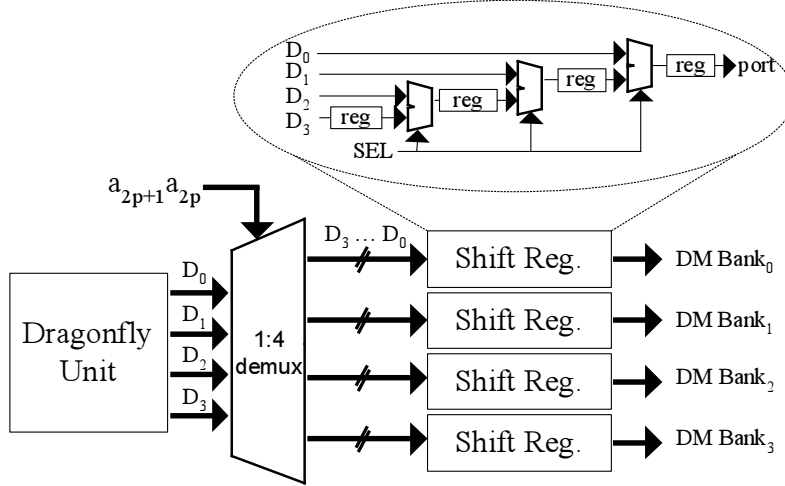 D₀
D₁
D₂
D₃
reg
reg
reg
reg
port
SEL
a₂ₚ₊₁a₂ₚ
D₃ ... D₀
Dragonfly
Unit
D₀
D₁
D₂
D₃
1:4
demux
Shift Reg.
DM Bank₀
Shift Reg.
DM Bank₁
Shift Reg.
DM Bank₂
Shift Reg.
DM Bank₃